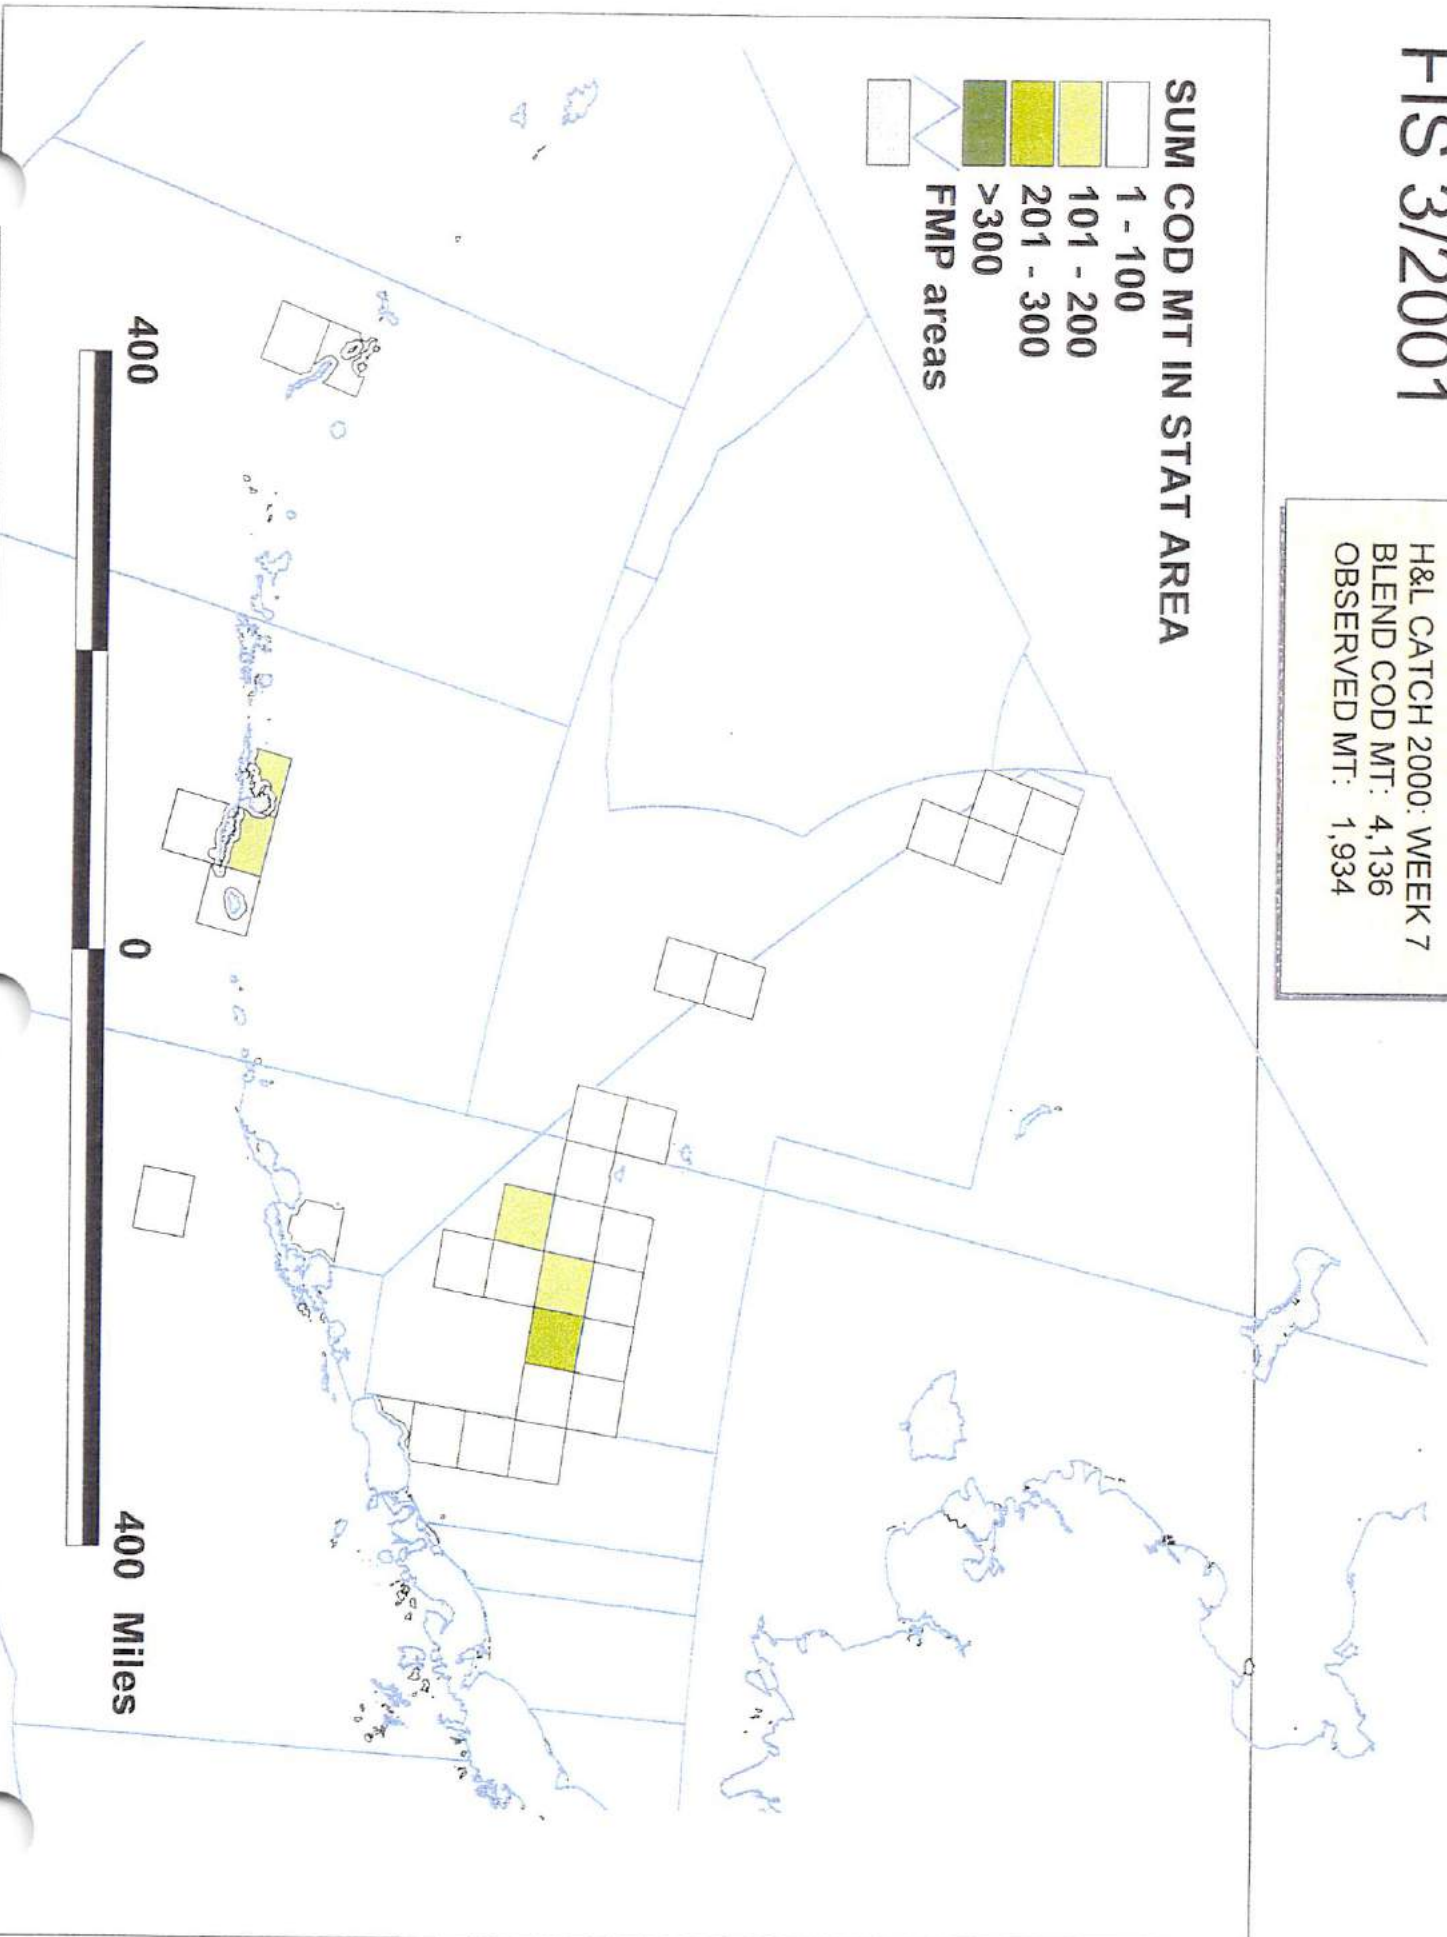 FIS 3/2001
H&L CATCH 2000: WEEK 7
BLEND COD MT: 4,136
OBSERVED MT: 1,934
SUM COD MT IN STAT AREA
1 - 100
101 - 200
201 - 300
>300
FMP areas
400 0 400 Miles